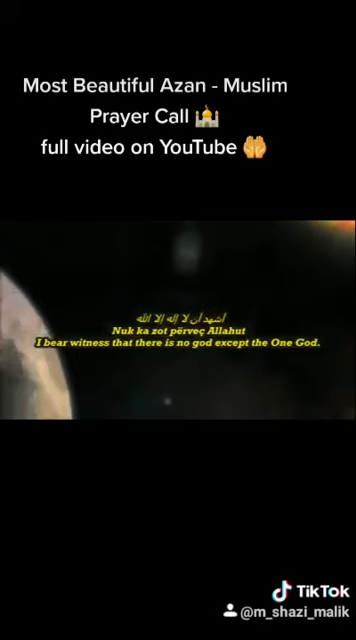 Most Beautiful Azan - Muslim
Prayer Call 🕌
full video on YouTube 🤲
أشهد أن لا إله إلا الله
Nuk ka zot përveç Allahut
I bear witness that there is no god except the One God.
TikTok
@m_shazi_malik